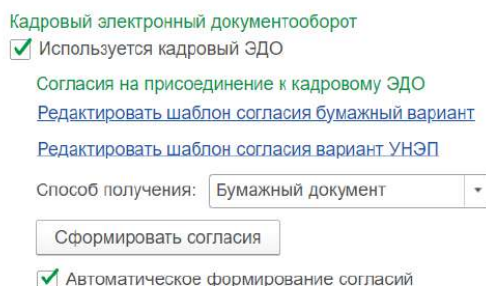 Кадровый электронный документооборот
Используется кадровый ЭДО
Согласия на присоединение к кадровому ЭДО
Редактировать шаблон согласия бумажный вариант
Редактировать шаблон согласия вариант УНЭП
Способ получения: Бумажный документ
Сформировать согласия
Автоматическое формирование согласий